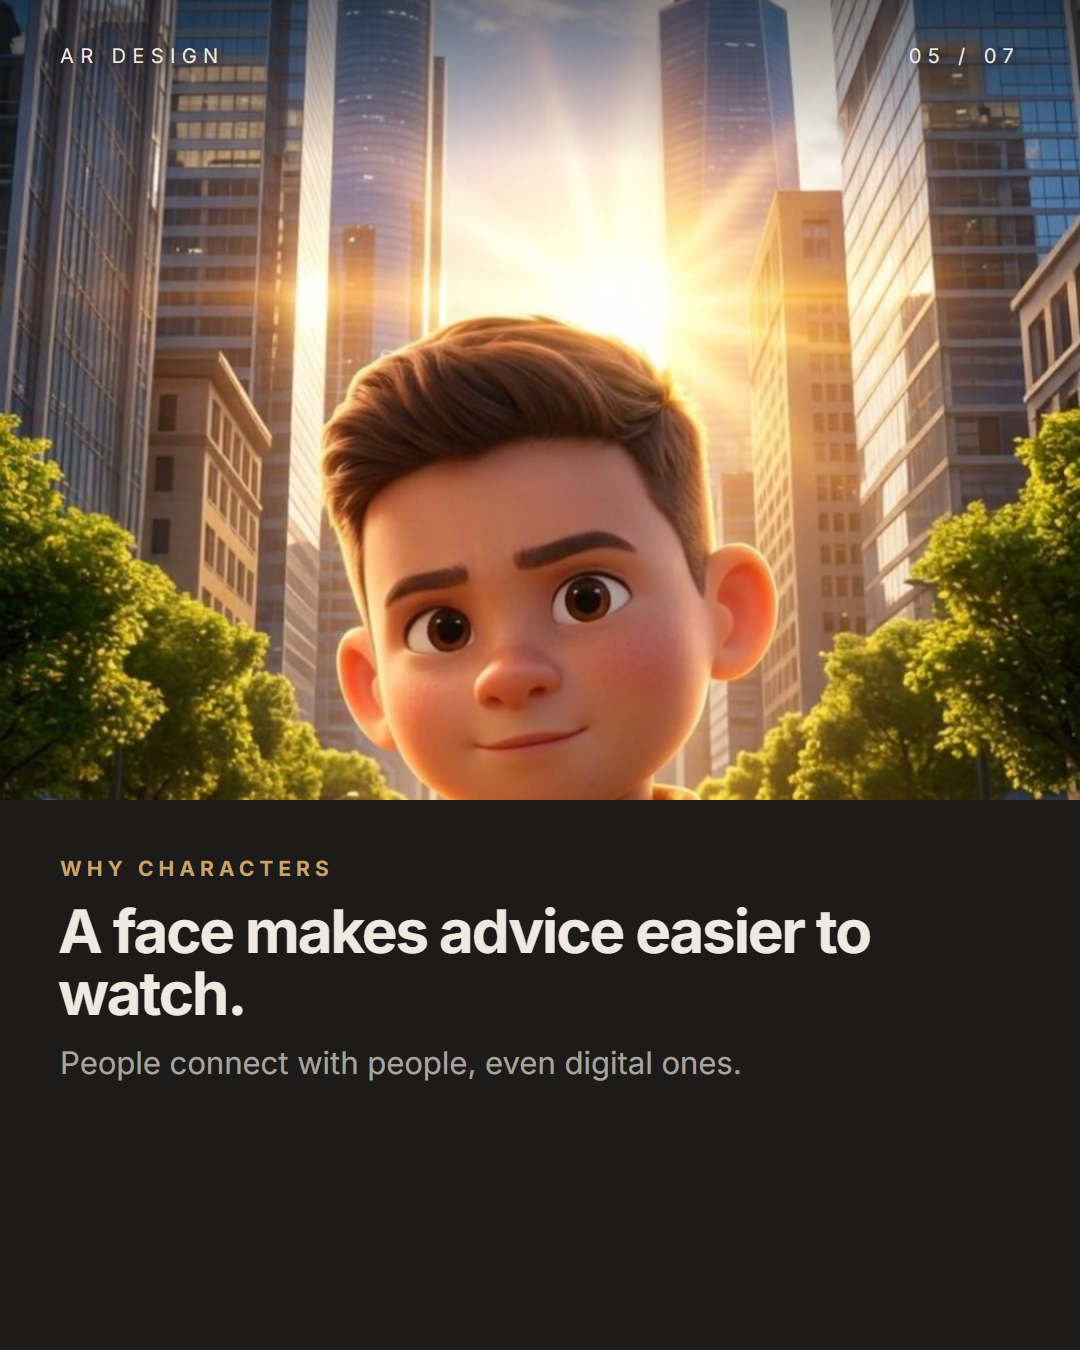 AR DESIGN
05 / 07
WHY CHARACTERS
A face makes advice easier to
watch.
People connect with people, even digital ones.